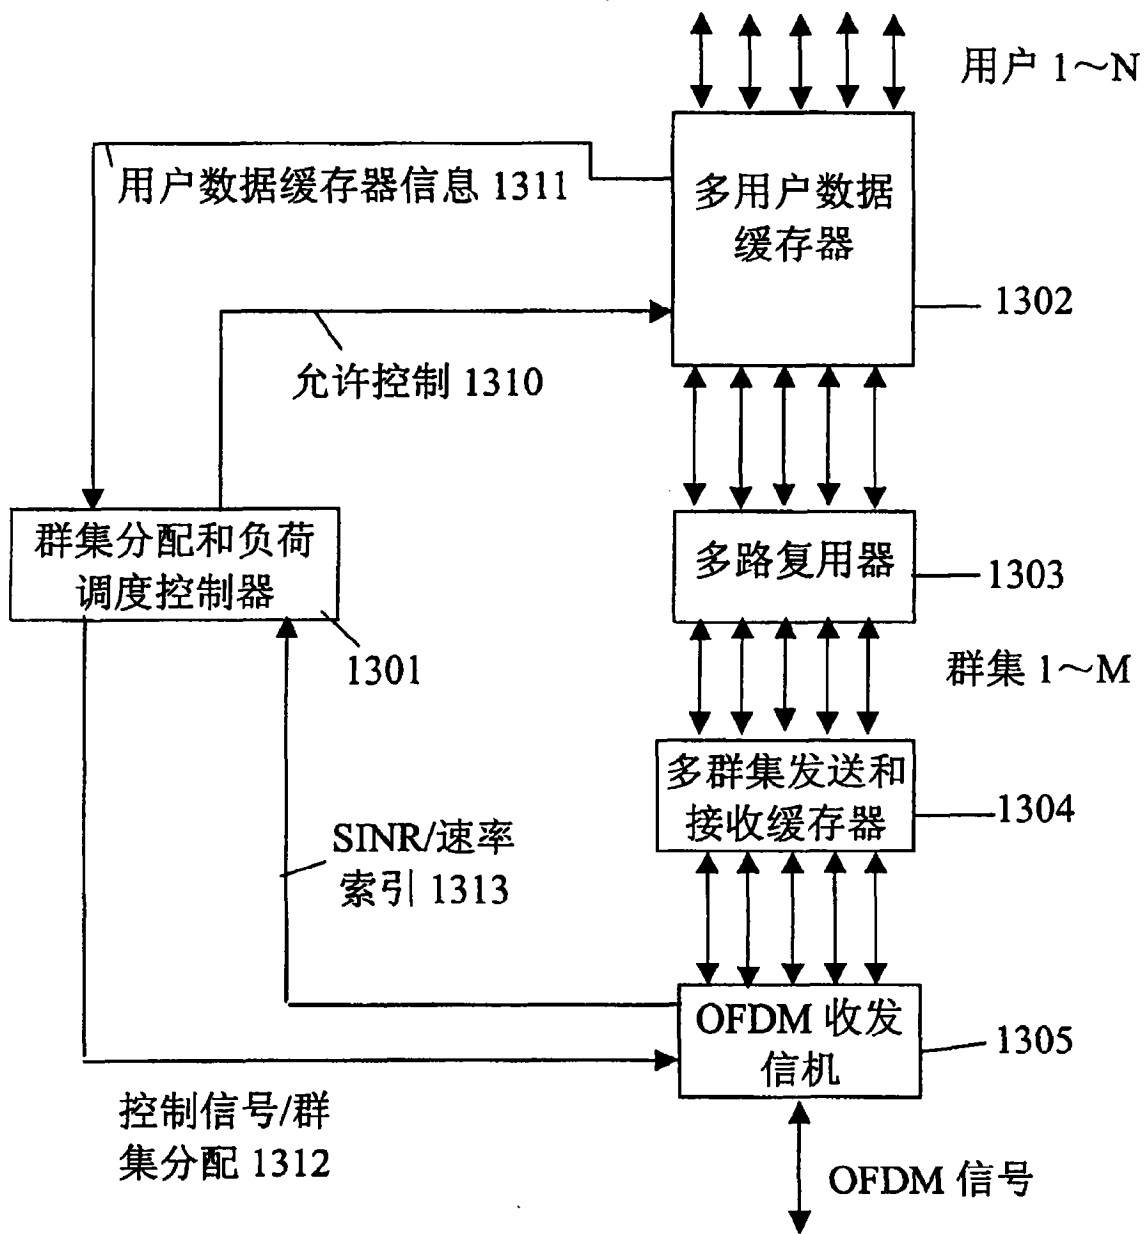 用户 1～N
用户数据缓存器信息 1311
多用户数据
缓存器
1302
允许控制 1310
群集分配和负荷
调度控制器
多路复用器
1303
1301
群集 1～M
多群集发送和
接收缓存器
1304
SINR/速率
索引 1313
OFDM 收发
信机
1305
控制信号/群
集分配 1312
OFDM 信号